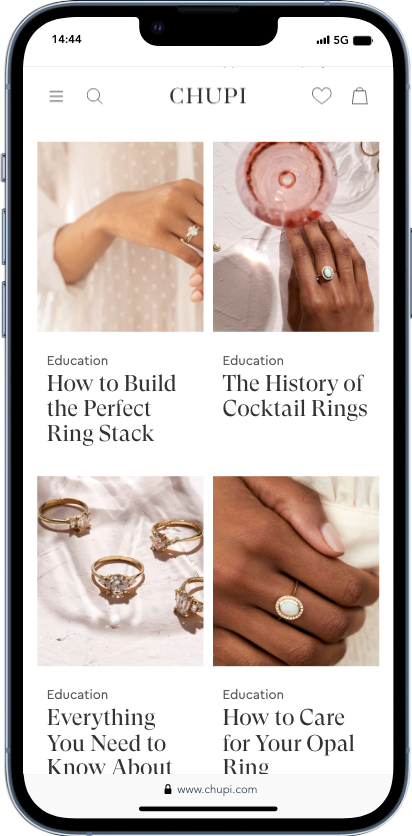 14:44
5G
CHUPI
Education
How to Build
the Perfect
Ring Stack
Education
The History of
Cocktail Rings
Education
Everything
You Need to
Know About
Education
How to Care
for Your Opal
Ring
www.chupi.com